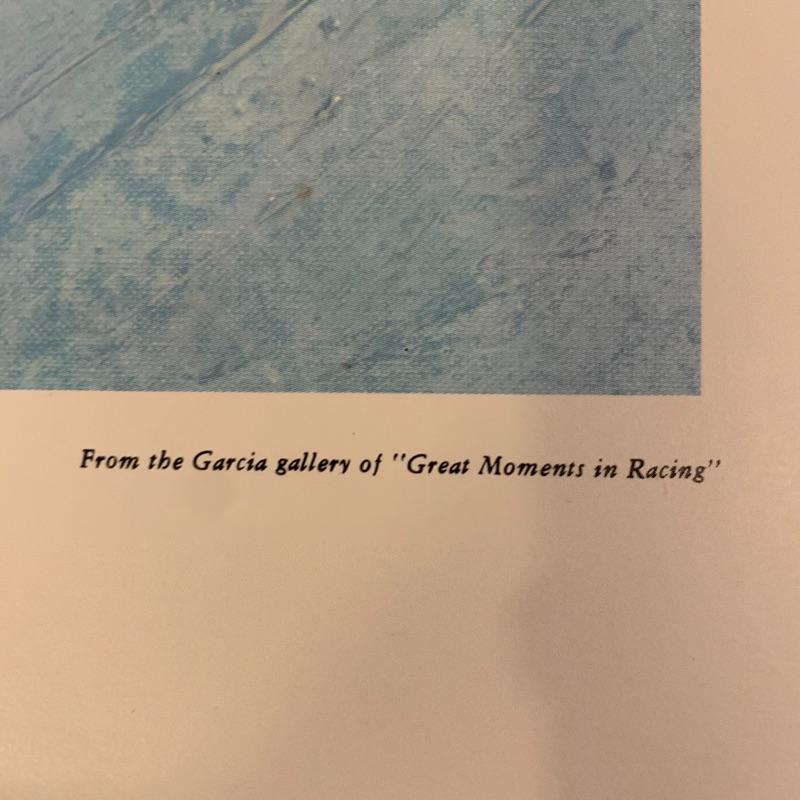 From the Garcia gallery of "Great Moments in Racing"